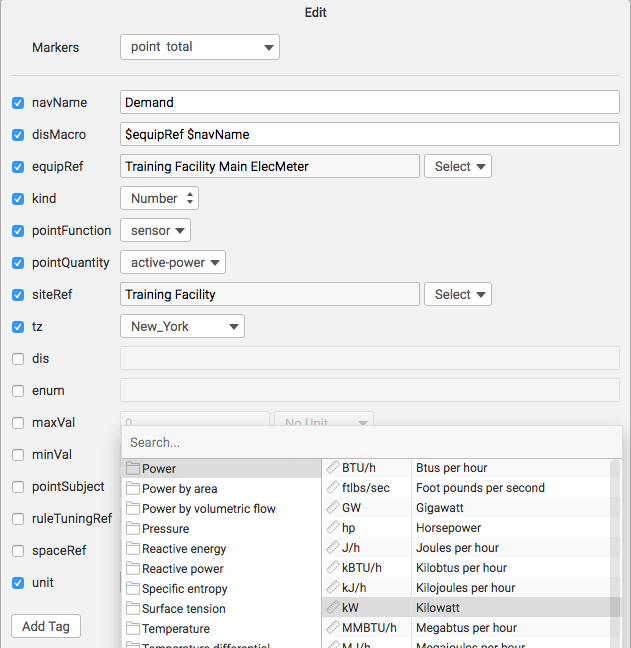 Edit
Markers point total
navName Demand
disMacro $equipRef $navName
equipRef Training Facility Main ElecMeter Select
kind Number
pointFunction sensor
pointQuantity active-power
siteRef Training Facility Select
tz New_York
dis
enum
maxVal 0 No Unit
minVal
Search...
pointSubject
ruleTuningRef
spaceRef
unit
Add Tag
Power
Power by area
Power by volumetric flow
Pressure
Reactive energy
Reactive power
Specific entropy
Surface tension
Temperature
Temperature differential
BTU/h Btus per hour
ftlbs/sec Foot pounds per second
GW Gigawatt
hp Horsepower
J/h Joules per hour
kBTU/h Kilobtus per hour
kJ/h Kilojoules per hour
kW Kilowatt
MMBTU/h Megabtus per hour
MJ/h Megajoules per hour